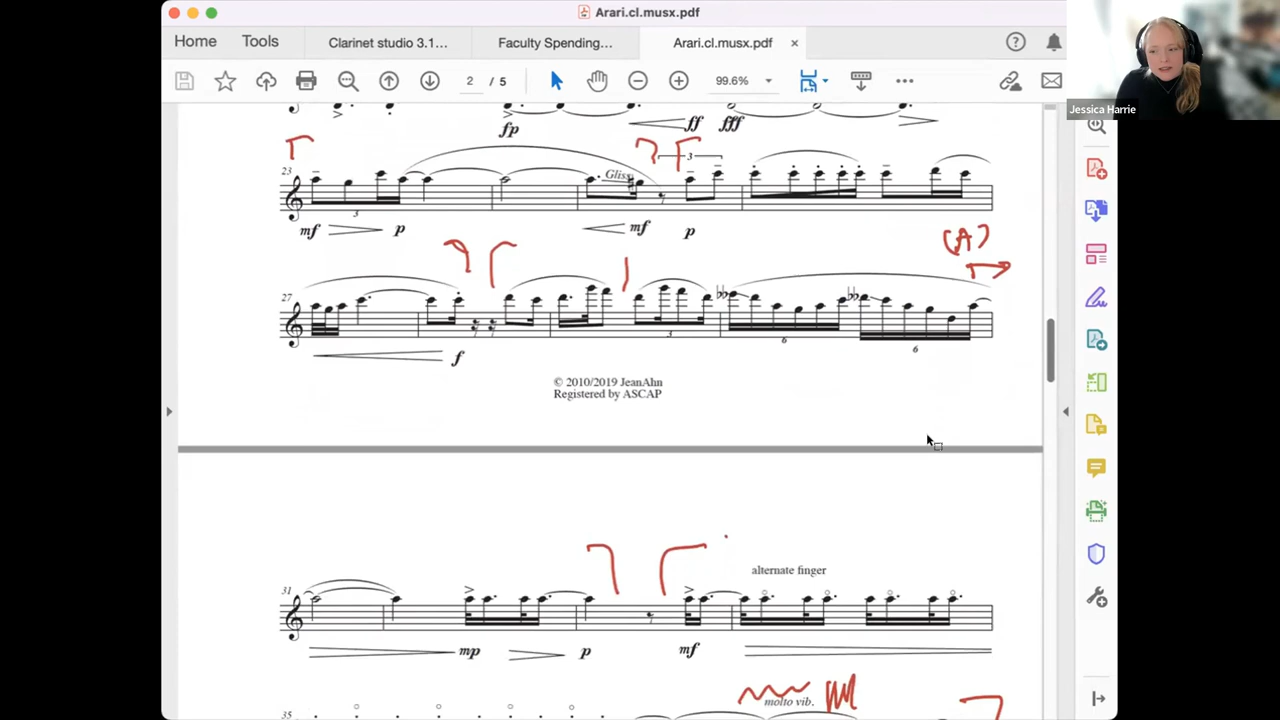 Arari.cl.musx.pdf
Home Tools Clarinet studio 3.1... Faculty Spending... Arari.cl.musx.pdf ×
2 / 5 99.6%
Jessica Harrie
fp ff fff
23 Gliss. 3
3
mf p mf p
(A)
27
3 6 6
f
© 2010/2019 JeanAhn
Registered by ASCAP
alternate finger
31
mp p mf
molto vib.
35